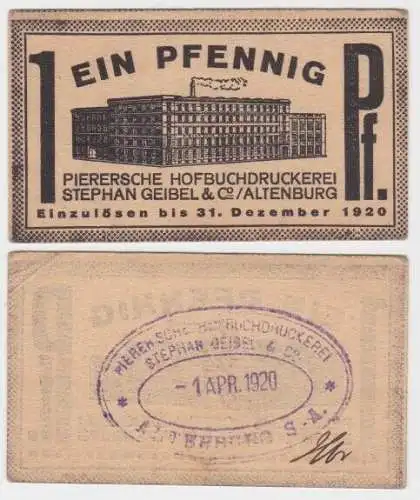 1 EIN PFENNIG Pf.
PIERERSCHE HOFBUCHDRUCKEREI
STEPHAN GEIBEL & Co./ALTENBURG
Einzulösen bis 31. Dezember 1920
PIERERSCHE HOFBUCHDRUCKEREI
STEPHAN GEIBEL & Co.
- 1 APR. 1920
* ALTENBURG S.-A. *